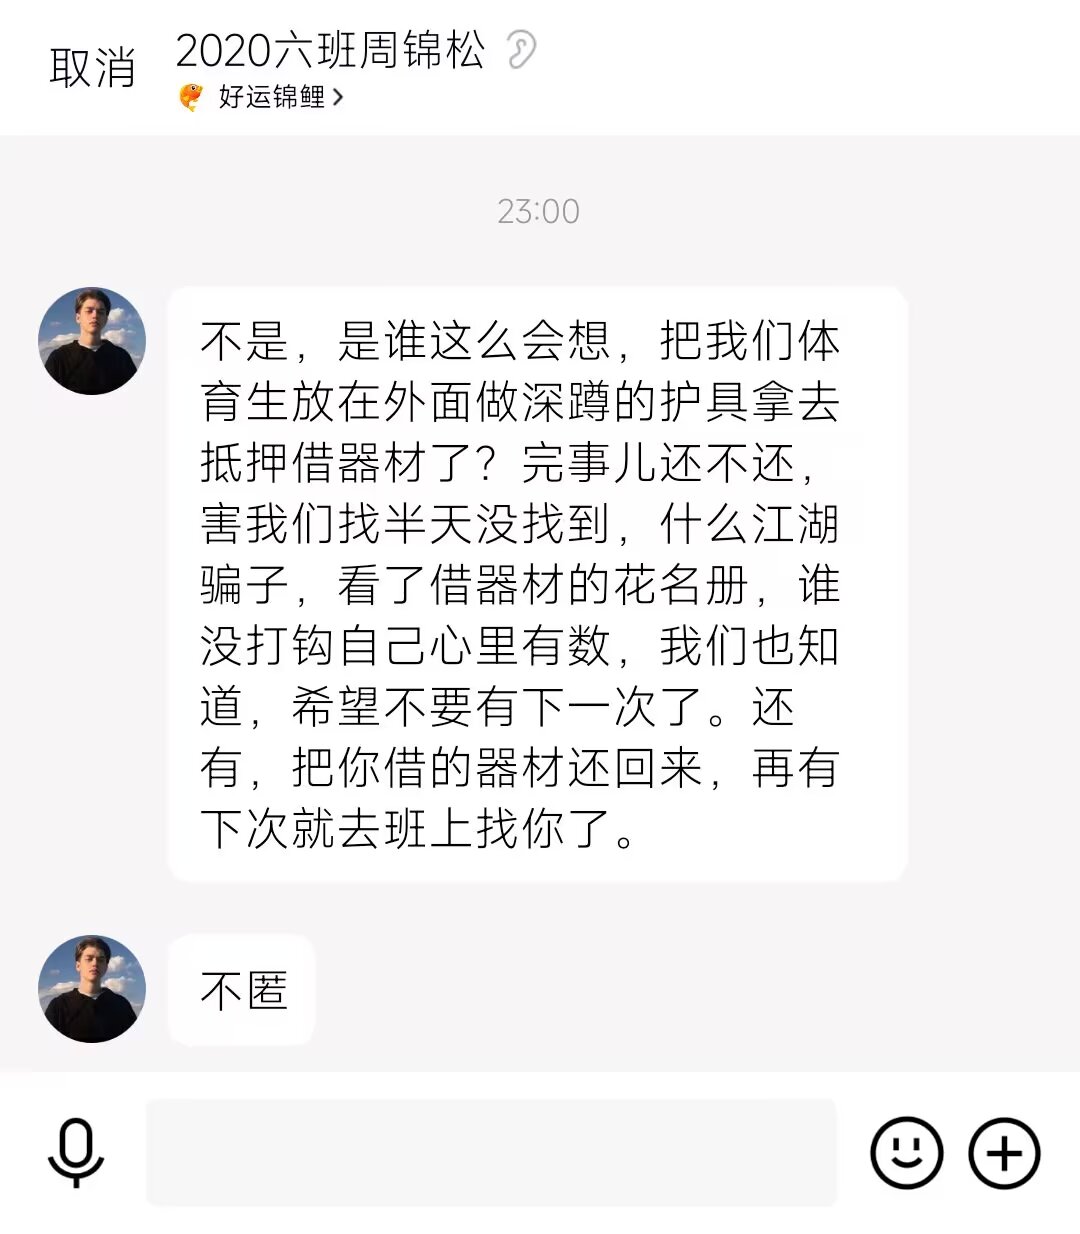 取消
2020六班周锦松
好运锦鲤
23:00
不是，是谁这么会想，把我们体
育生放在外面做深蹲的护具拿去
抵押借器材了？完事儿还不还，
害我们找半天没找到，什么江湖
骗子，看了借器材的花名册，谁
没打钩自己心里有数，我们也知
道，希望不要有下一次了。还
有，把你借的器材还回来，再有
下次就去班上找你了。
不匿